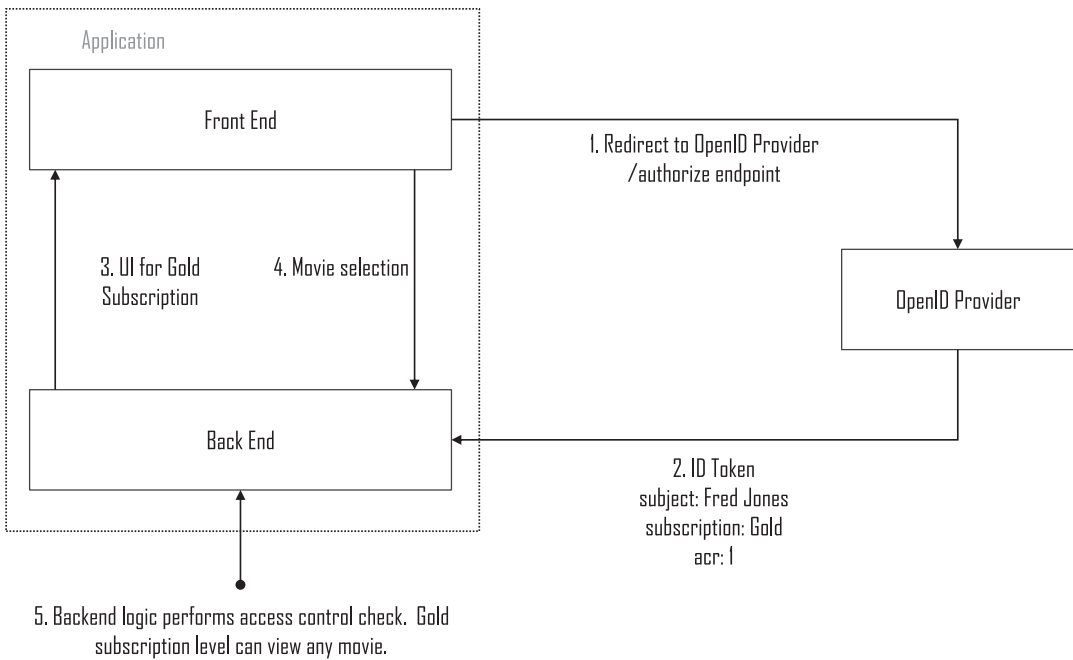 Application
Front End
1. Redirect to OpenID Provider
/authorize endpoint
3. UI for Gold
Subscription
4. Movie selection
OpenID Provider
Back End
2. ID Token
subject: Fred Jones
subscription: Gold
acr: 1
5. Backend logic performs access control check. Gold
subscription level can view any movie.